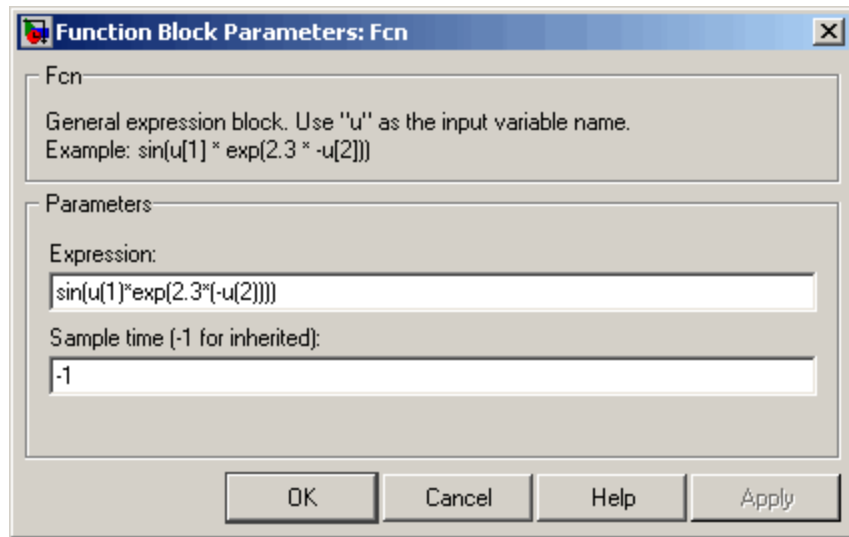 Function Block Parameters: Fcn
Fcn
General expression block. Use "u" as the input variable name.
Example: sin(u[1] * exp(2.3 * -u[2]))
Parameters
Expression:
sin(u(1)*exp(2.3*(-u(2))))
Sample time (-1 for inherited):
-1
OK Cancel Help Apply